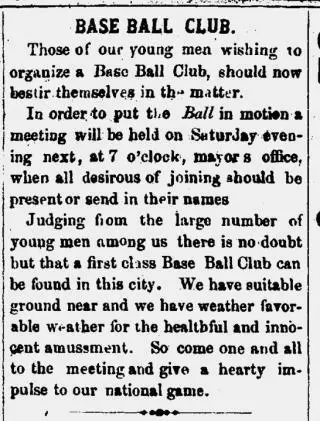 BASE BALL CLUB.
Those of our young men wishing to
organize a Base Ball Club, should now
bestir themselves in the matter.
In order to put the Ball in motion a
meeting will be held on Saturday even-
ing next, at 7 o'clock, mayor s office,
when all desirous of joining should be
present or send in their names
Judging from the large number of
young men among us there is no doubt
but that a first class Base Ball Club can
be found in this city. We have suitable
ground near and we have weather favor-
able weather for the healthful and inno-
cent amussment. So come one and all
to the meeting and give a hearty im-
pulse to our national game.